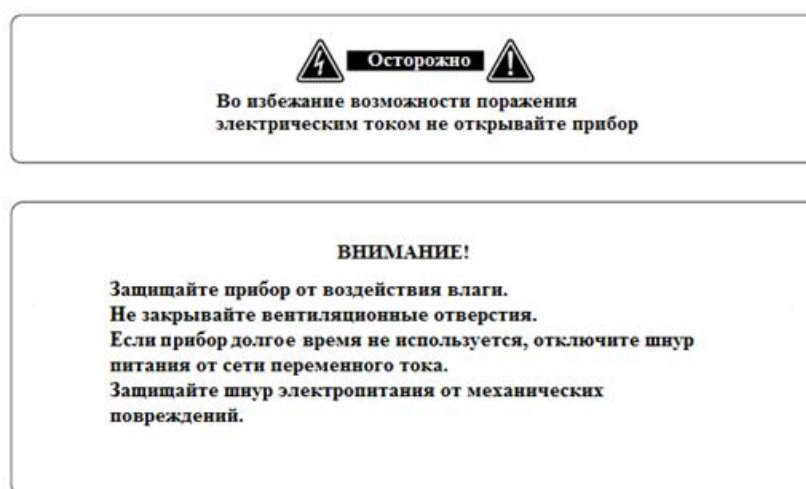 Осторожно
Во избежание возможности поражения
электрическим током не открывайте прибор
ВНИМАНИЕ!
Защищайте прибор от воздействия влаги.
Не закрывайте вентиляционные отверстия.
Если прибор долгое время не используется, отключите шнур
питания от сети переменного тока.
Защищайте шнур электропитания от механических
повреждений.